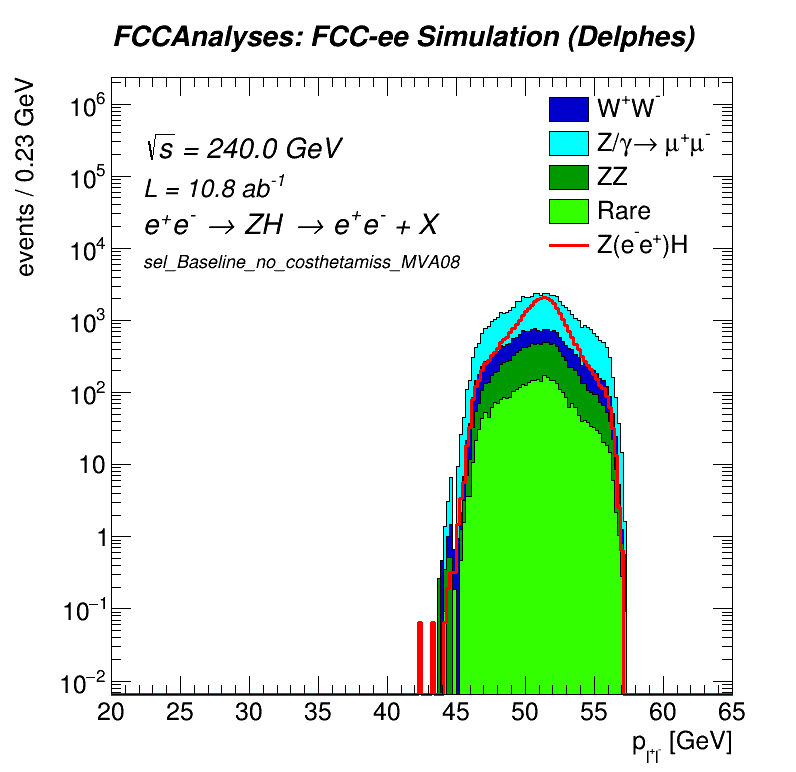 FCCAnalyses: FCC-ee Simulation (Delphes)
events / 0.23 GeV
10⁶
10⁵
10⁴
10³
10²
10
1
10⁻¹
10⁻²
√s = 240.0 GeV
L = 10.8 ab⁻¹
e⁺e⁻ → ZH → e⁺e⁻ + X
sel_Baseline_no_costhetamiss_MVA08
W⁺W⁻
Z/γ→ μ⁺μ⁻
ZZ
Rare
Z(e⁻e⁺)H
20 25 30 35 40 45 50 55 60 65
p_{l⁺l⁻} [GeV]